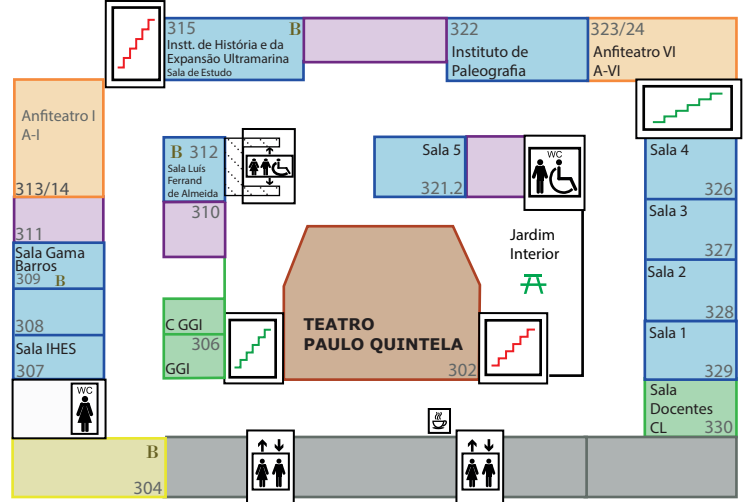 315 B
Instt. de História e da
Expansão Ultramarina
Sala de Estudo
322
Instituto de
Paleografia
323/24
Anfiteatro VI
A-VI
Anfiteatro I
A-I
313/14
B 312
Sala Luís
Ferrand
de Almeida
310
Sala 5
321.2
WC
Sala 4
326
Sala 3
327
Sala 2
328
Sala 1
329
Sala
Docentes
CL 330
311
Sala Gama
Barros
309 B
308
Sala IHES
307
WC
Jardim
Interior
C GGI
306
GGI
TEATRO
PAULO QUINTELA
302
B
304